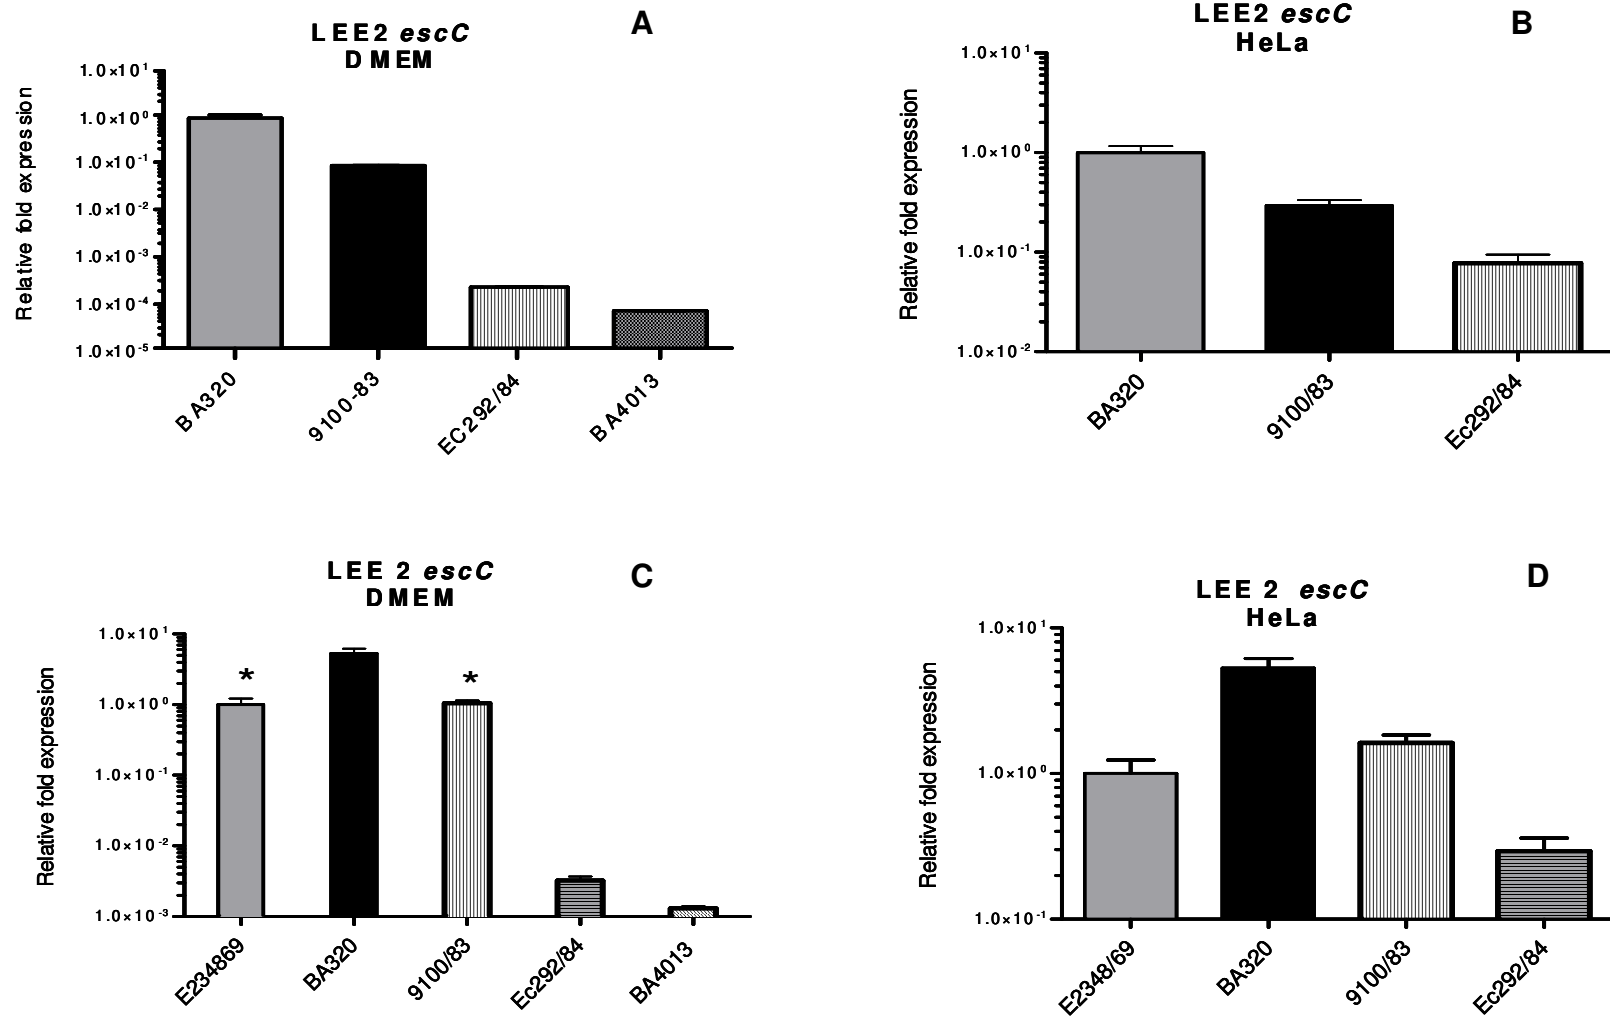 LEE2 escC
DMEM
A
Relative fold expression
1.0×10¹
1.0×10⁰
1.0×10⁻¹
1.0×10⁻²
1.0×10⁻³
1.0×10⁻⁴
1.0×10⁻⁵
BA320
9100-83
EC292/84
BA4013
LEE2 escC
HeLa
B
Relative fold expression
1.0×10¹
1.0×10⁰
1.0×10⁻¹
1.0×10⁻²
BA320
9100/83
Ec292/84
LEE 2 escC
DMEM
C
Relative fold expression
1.0×10¹
1.0×10⁰
1.0×10⁻¹
1.0×10⁻²
1.0×10⁻³
*
*
E234869
BA320
9100/83
Ec292/84
BA4013
LEE 2 escC
HeLa
D
Relative fold expression
1.0×10¹
1.0×10⁰
1.0×10⁻¹
E2348/69
BA320
9100/83
Ec292/84